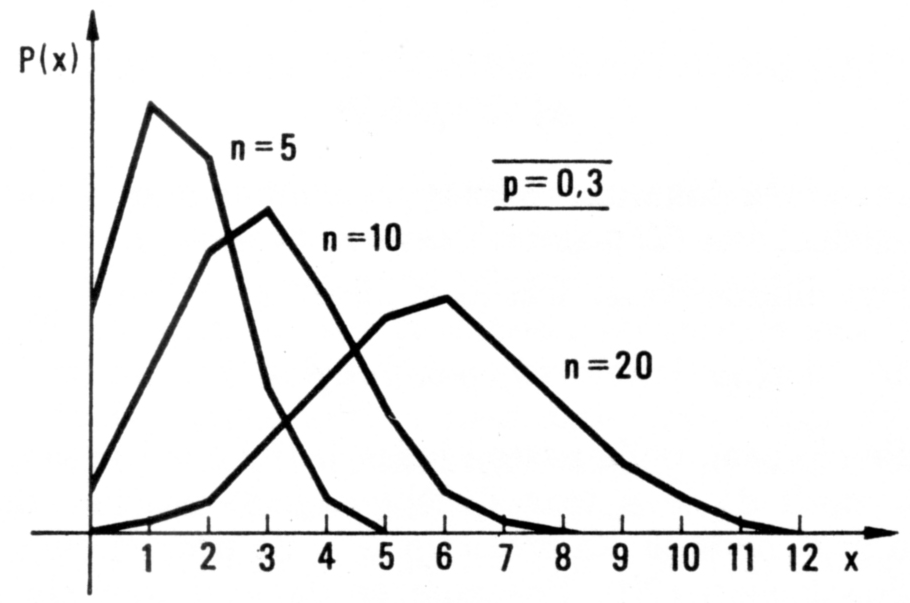 P(x)
n = 5
p = 0,3
n = 10
n = 20
1 2 3 4 5 6 7 8 9 10 11 12 x